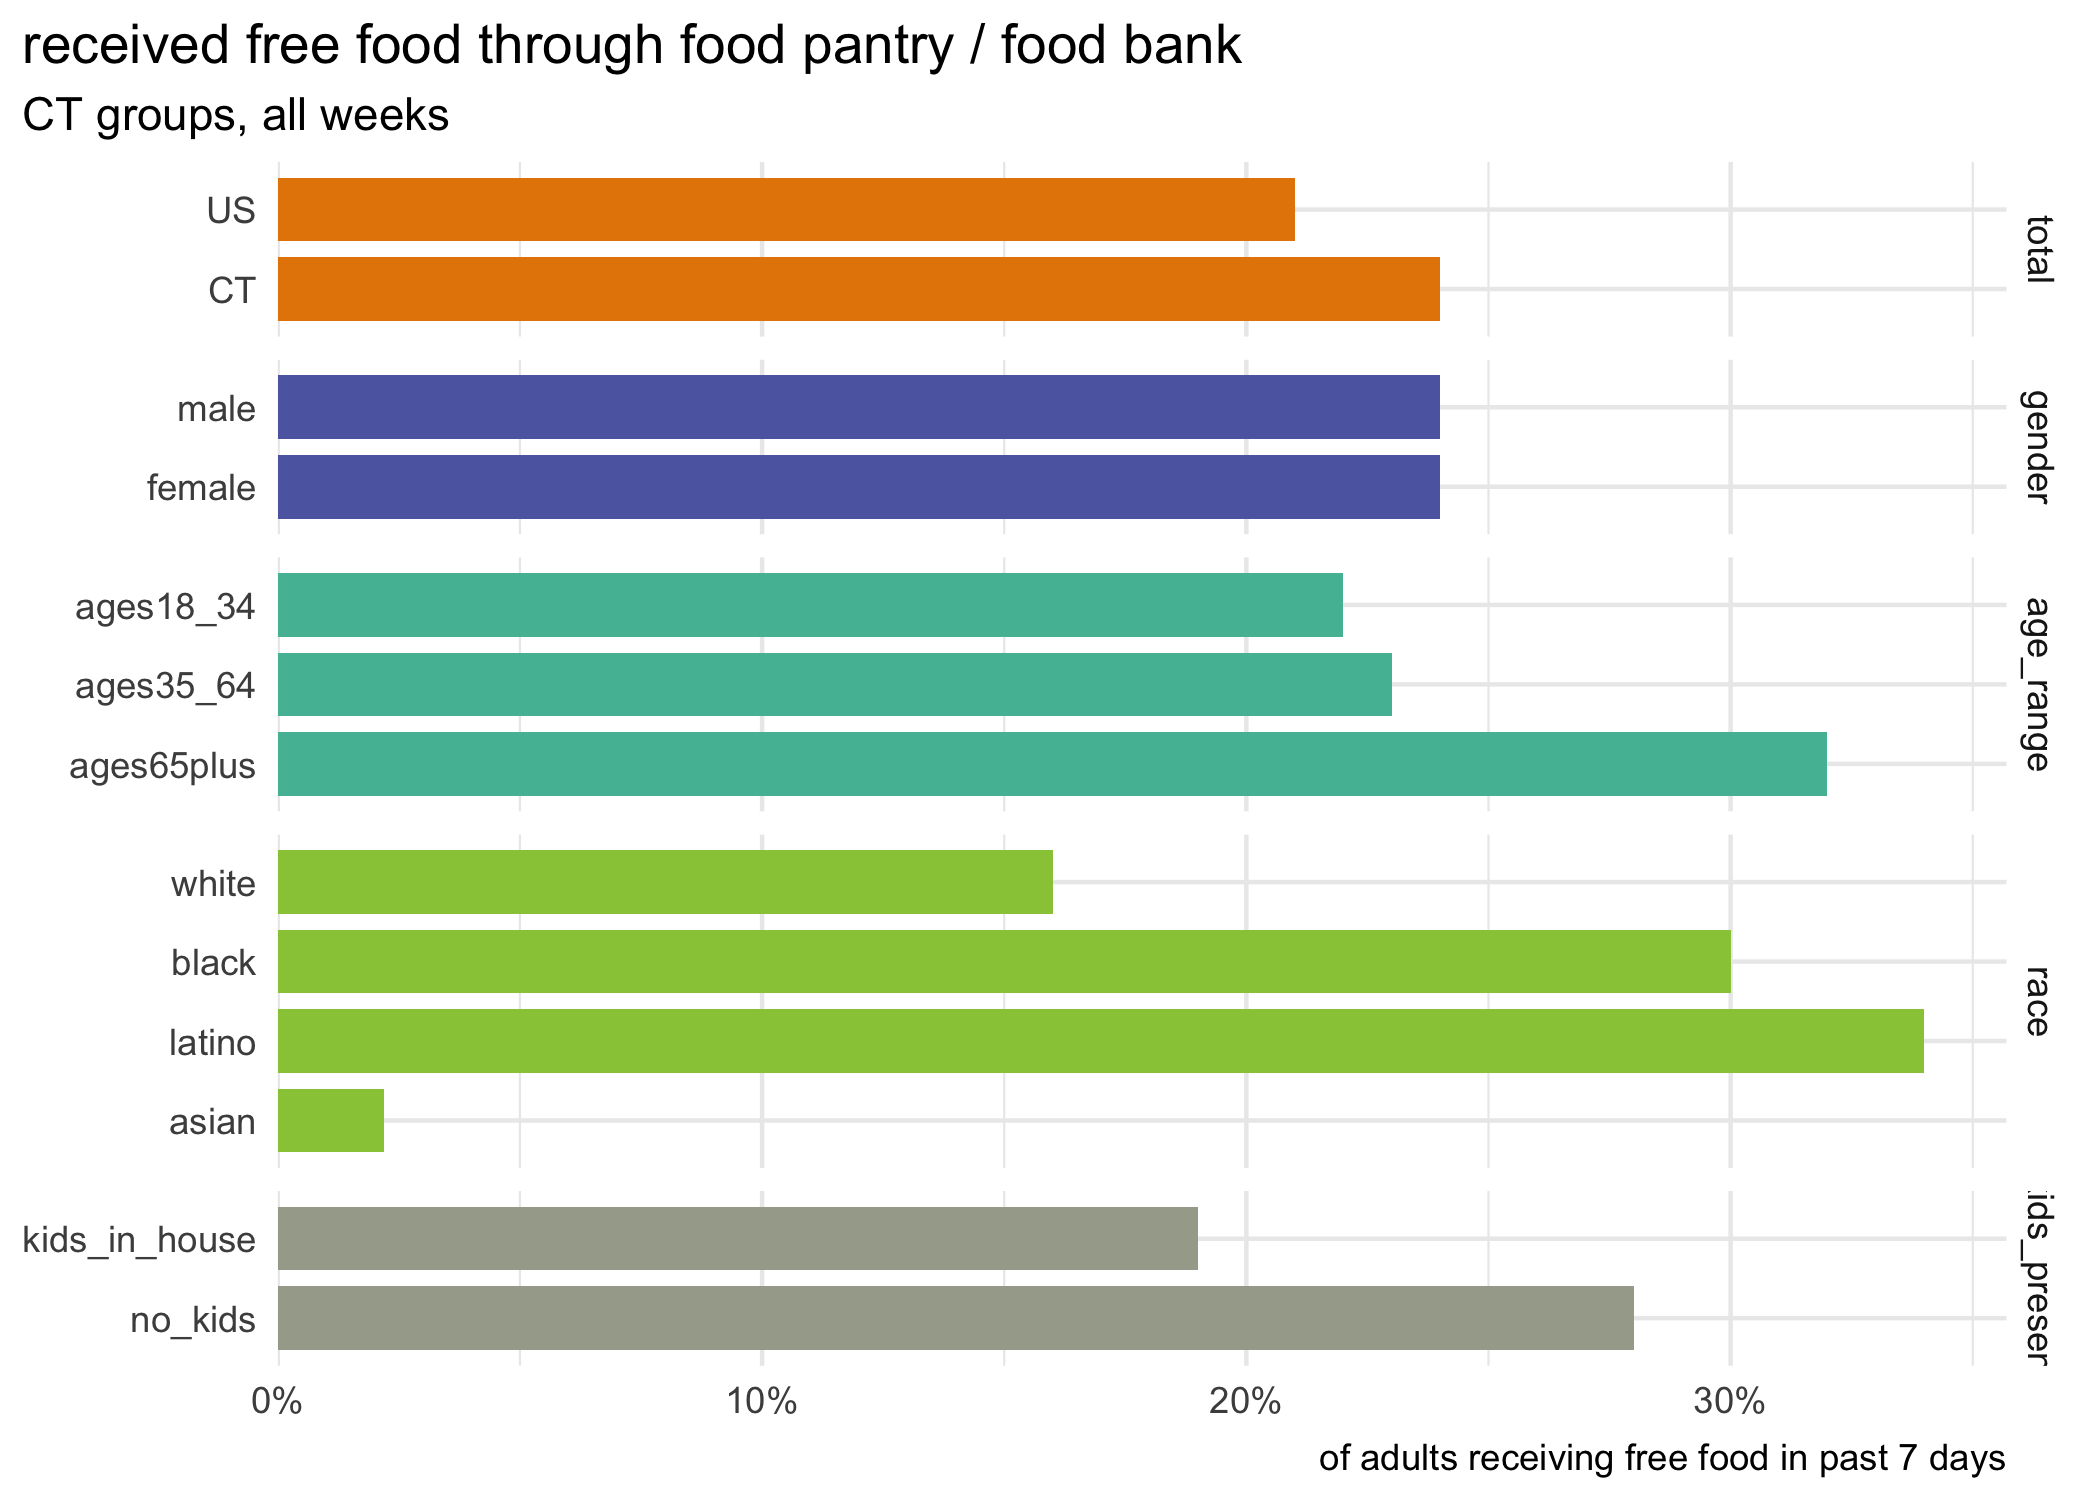 received free food through food pantry / food bank
CT groups, all weeks
US
CT
total
male
female
gender
ages18_34
ages35_64
ages65plus
age_range
white
black
latino
asian
race
kids_in_house
no_kids
0%
10%
20%
30%
of adults receiving free food in past 7 days